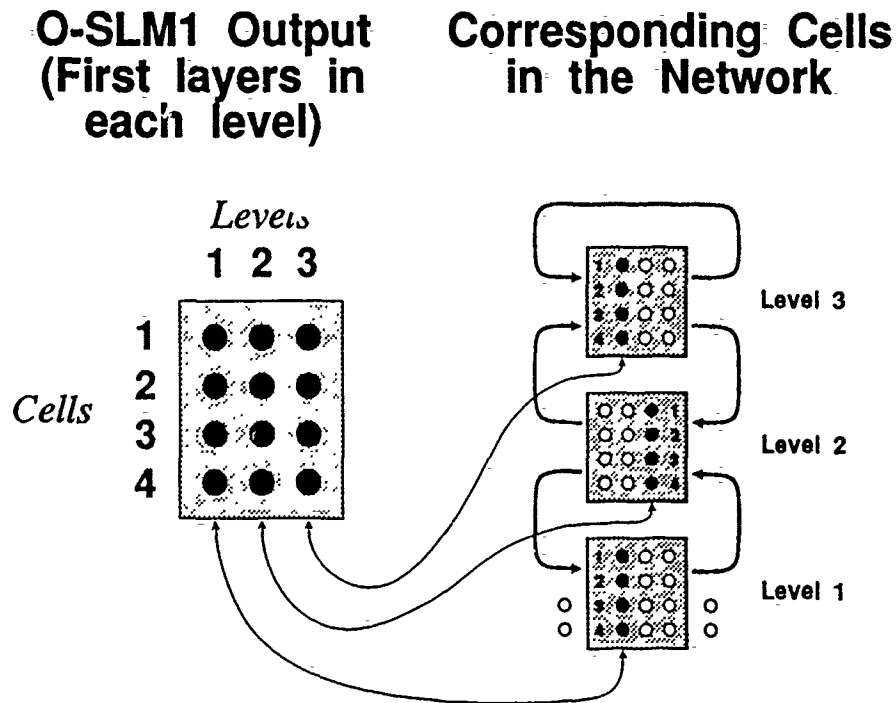 O-SLM1 Output
(First layers in
each level)
Corresponding Cells
in the Network
Levels
1 2 3
1
2
Cells
3
4
1
2
3
4
Level 3
1
2
3
4
Level 2
1
2
3
4
Level 1